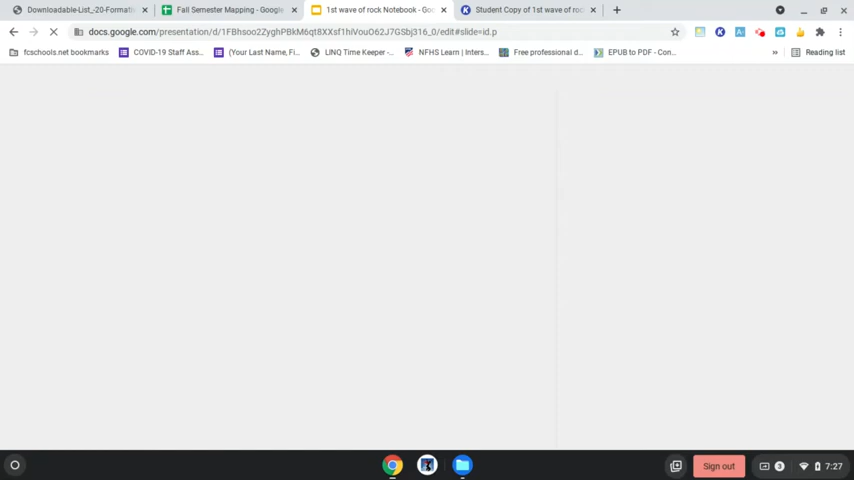 Downloadable-List_-20-Formati
Fall Semester Mapping - Google
1st wave of rock Notebook - Goo
Student Copy of 1st wave of roc
docs.google.com/presentation/d/1FBhsoo2ZyghPBkM6qt8XXsf1hiVouO62J7GSbj316_0/edit#slide=id.p
fcschools.net bookmarks
COVID-19 Staff Ass...
(Your Last Name, Fi...
LINQ Time Keeper -...
NFHS Learn | Inters...
Free professional d...
EPUB to PDF - Con...
»
Reading list
Sign out
3
7:27